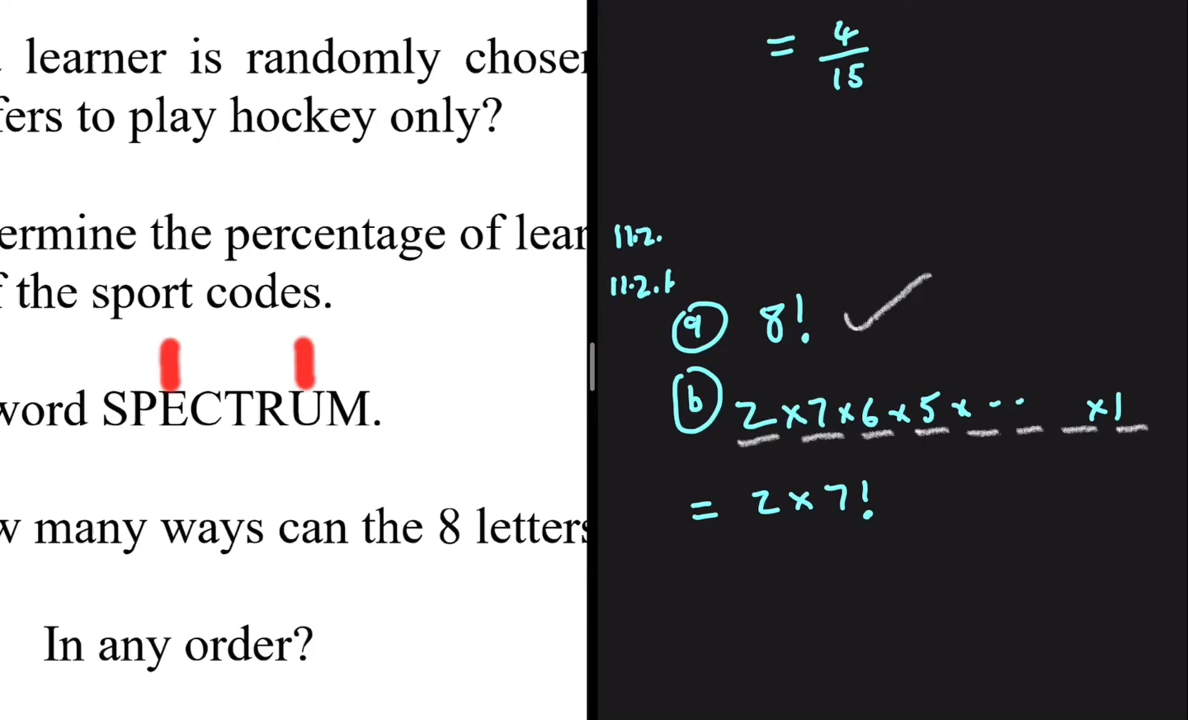 learner is randomly chosen
fers to play hockey only?
ermine the percentage of lear
f the sport codes.
word SPECTRUM.
w many ways can the 8 letters
In any order?
= 4/15
11.2.
11.2.1
(a) 8! ✓
(b) 2 × 7 × 6 × 5 × ... × 1
= 2 × 7!